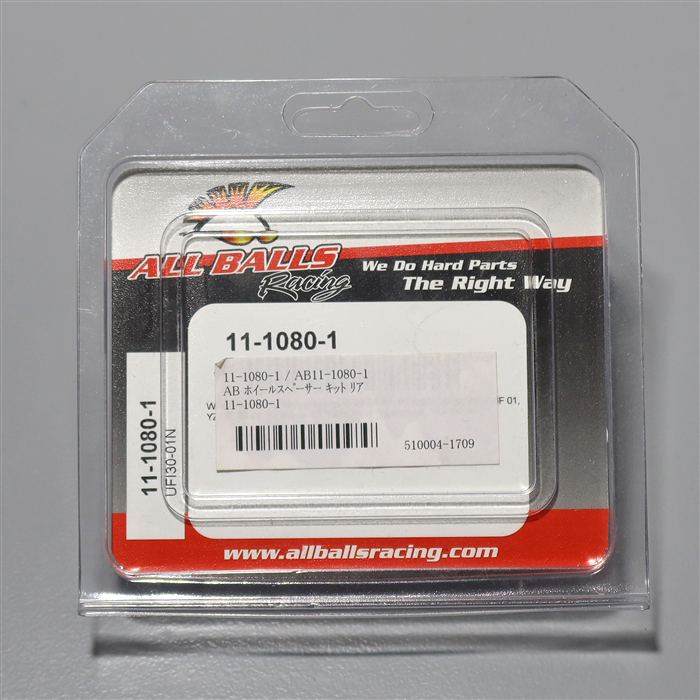 ALL BALLS
Racing
We Do Hard Parts
The Right Way
11-1080-1
11-1080-1 / AB11-1080-1
AB ホイールスペーサー キット リア
11-1080-1
510004-1709
11-1080-1
UFI30-01N
www.allballsracing.com